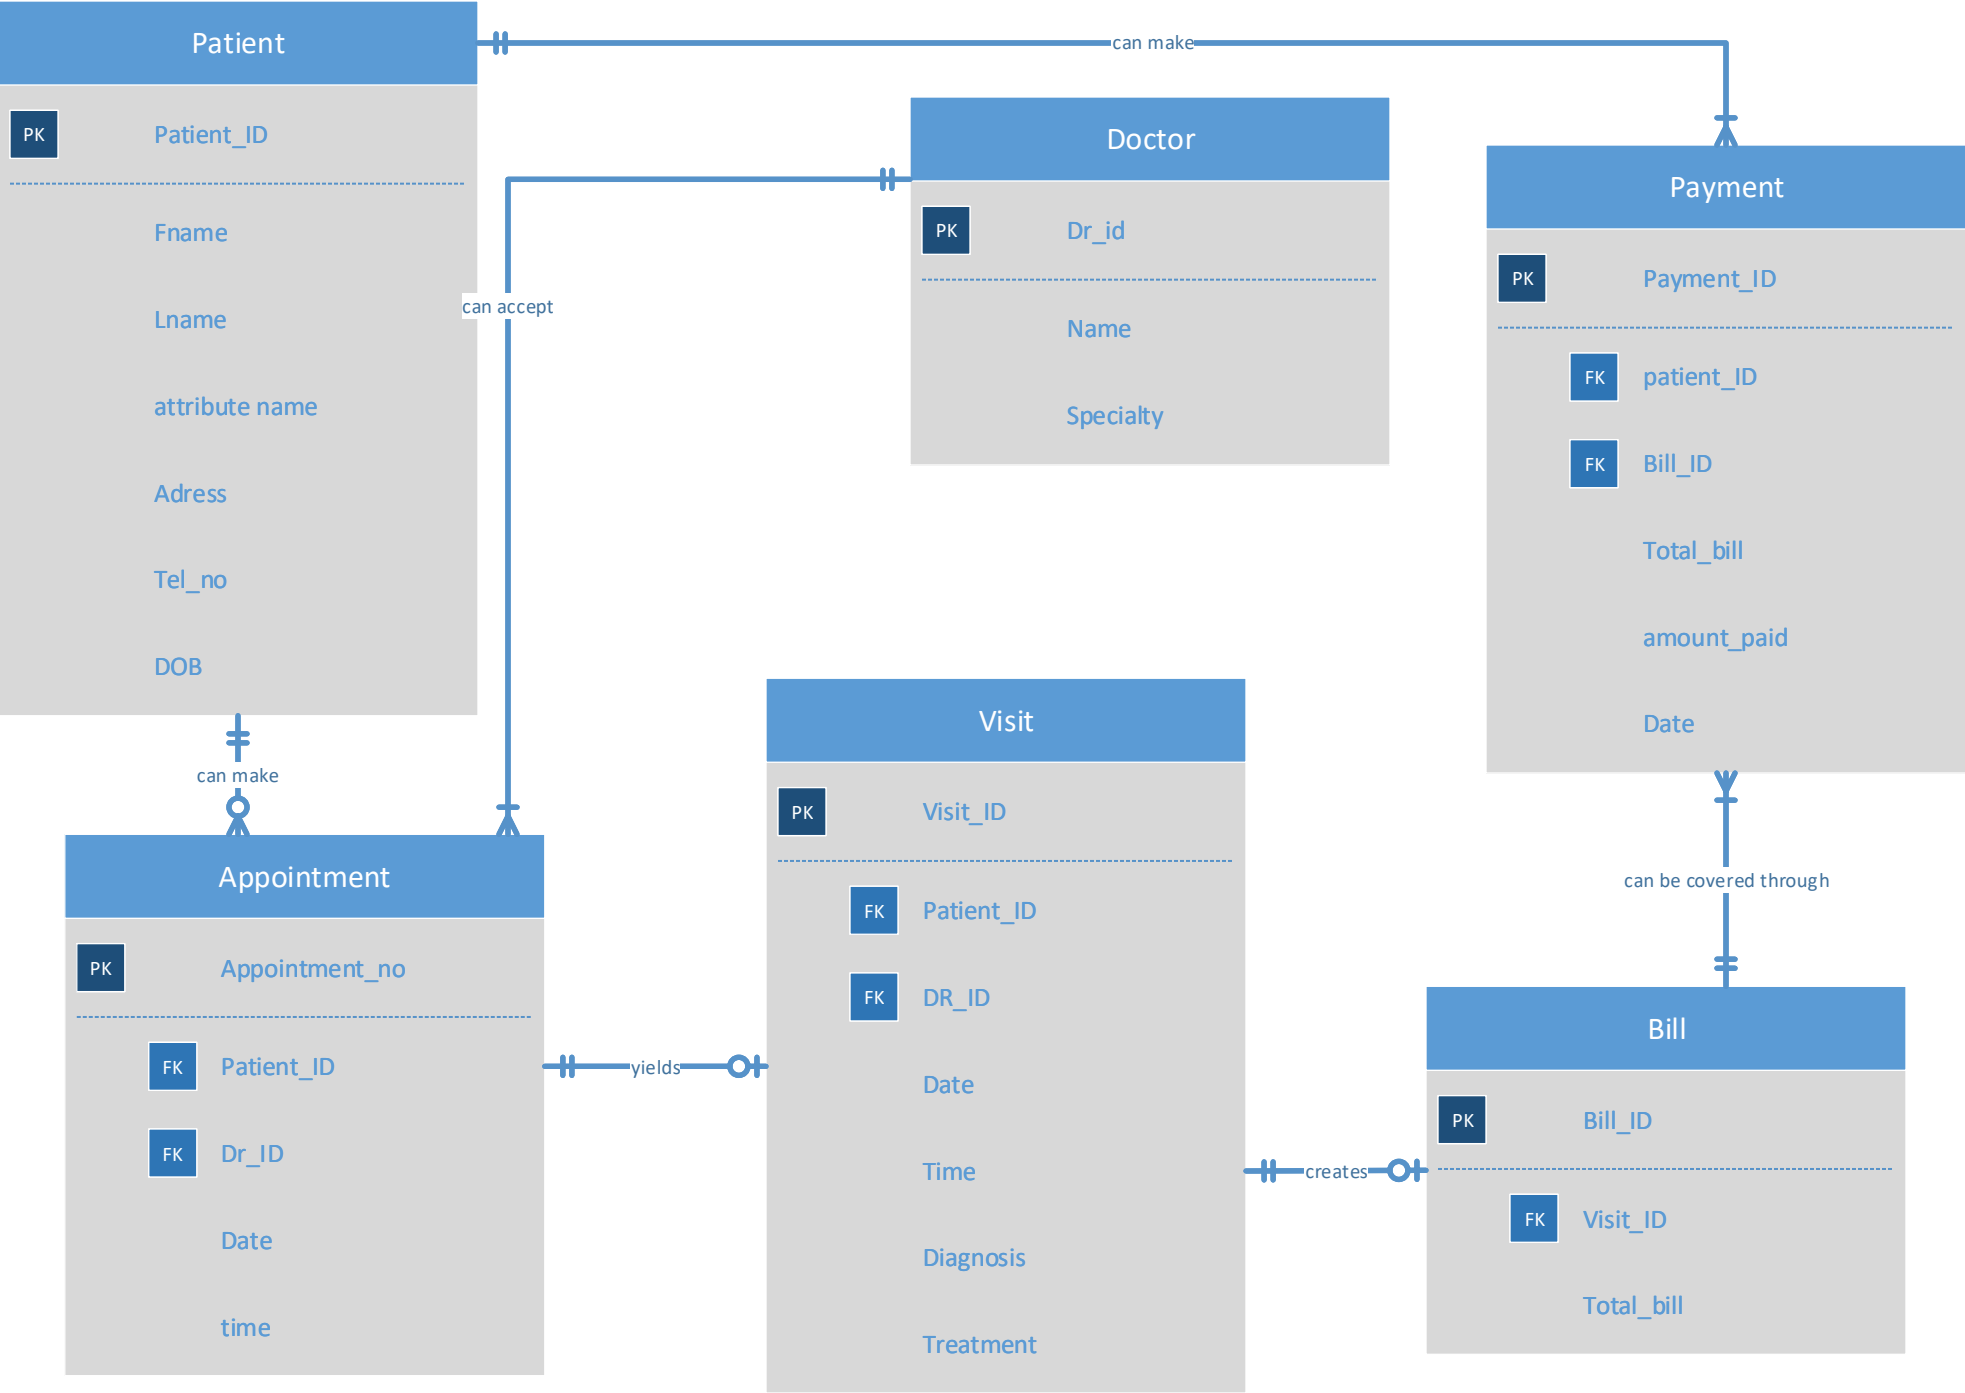 Patient
PK Patient_ID
Fname
Lname
attribute name
Adress
Tel_no
DOB
can make
can accept
Doctor
PK Dr_id
Name
Specialty
can make
Payment
PK Payment_ID
FK patient_ID
FK Bill_ID
Total_bill
amount_paid
Date
Appointment
PK Appointment_no
FK Patient_ID
FK Dr_ID
Date
time
yields
Visit
PK Visit_ID
FK Patient_ID
FK DR_ID
Date
Time
Diagnosis
Treatment
creates
can be covered through
Bill
PK Bill_ID
FK Visit_ID
Total_bill